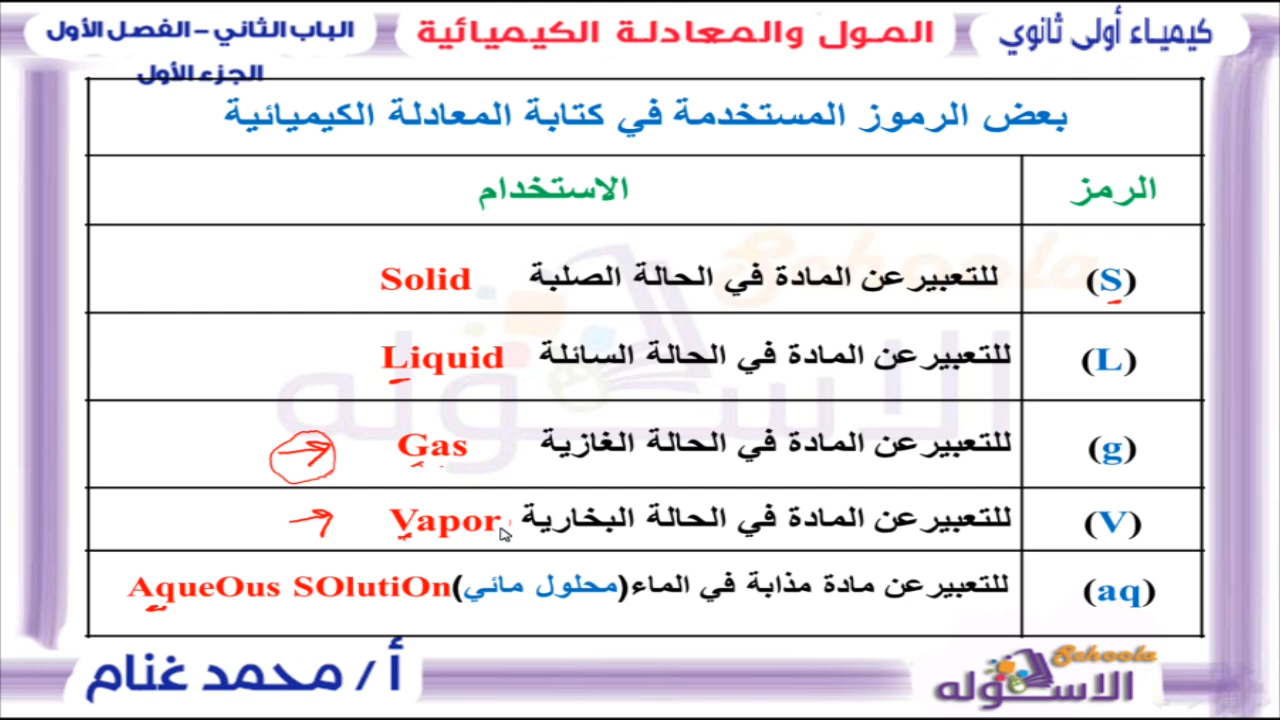 كيمياء أولى ثانوي
المول والمعادلة الكيميائية
الباب الثاني - الفصل الأول
الجزء الأول
بعض الرموز المستخدمة في كتابة المعادلة الكيميائية
الرمز الاستخدام
(S) للتعبيرعن المادة في الحالة الصلبة Solid
(L) للتعبيرعن المادة في الحالة السائلة Liquid
(g) للتعبيرعن المادة في الحالة الغازية Gas
(V) للتعبيرعن المادة في الحالة البخارية Vapor
(aq) للتعبيرعن مادة مذابة في الماء(محلول مائي) AqueOus SOlutiOn
أ / محمد غنام
Schoola
الاسكوله